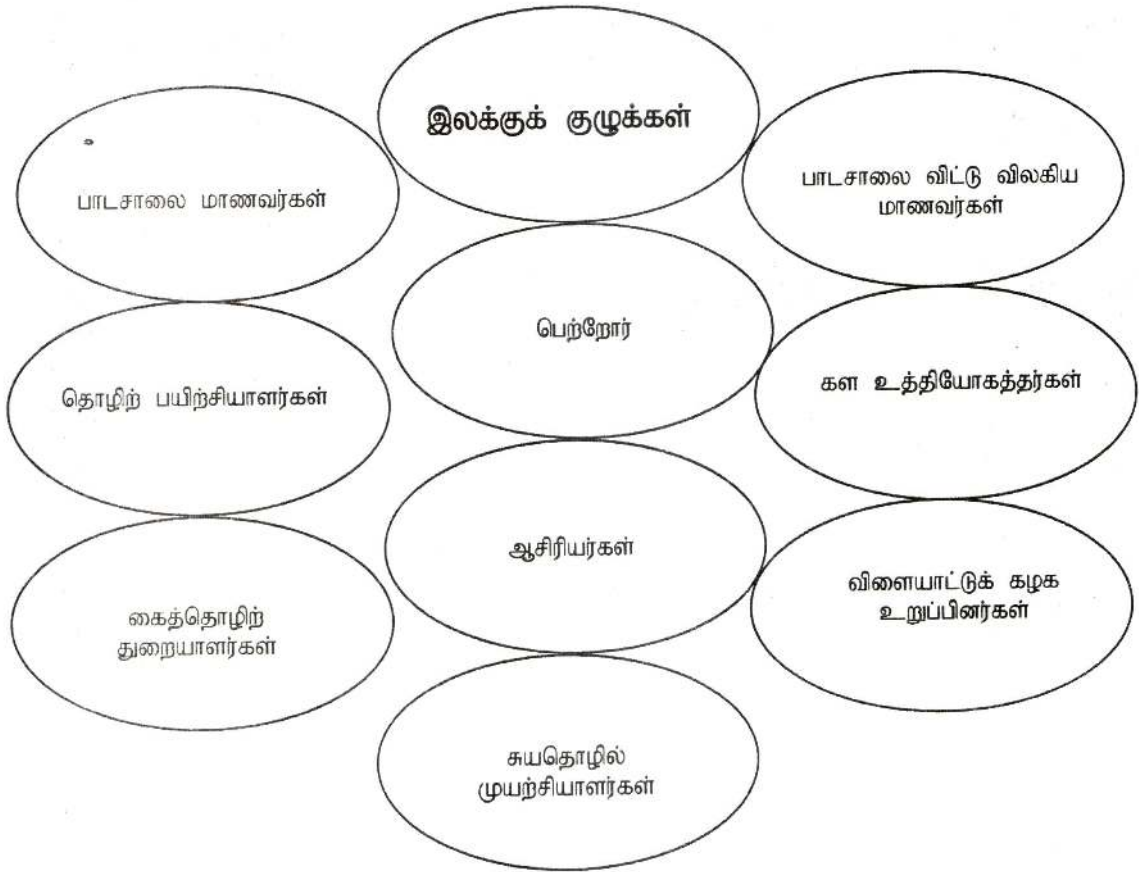 இலக்குக் குழுக்கள்
பாடசாலை மாணவர்கள்
பாடசாலை விட்டு விலகிய
மாணவர்கள்
பெற்றோர்
தொழிற் பயிற்சியாளர்கள்
கள உத்தியோகத்தர்கள்
ஆசிரியர்கள்
கைத்தொழிற்
துறையாளர்கள்
விளையாட்டுக் கழக
உறுப்பினர்கள்
சுயதொழில்
முயற்சியாளர்கள்